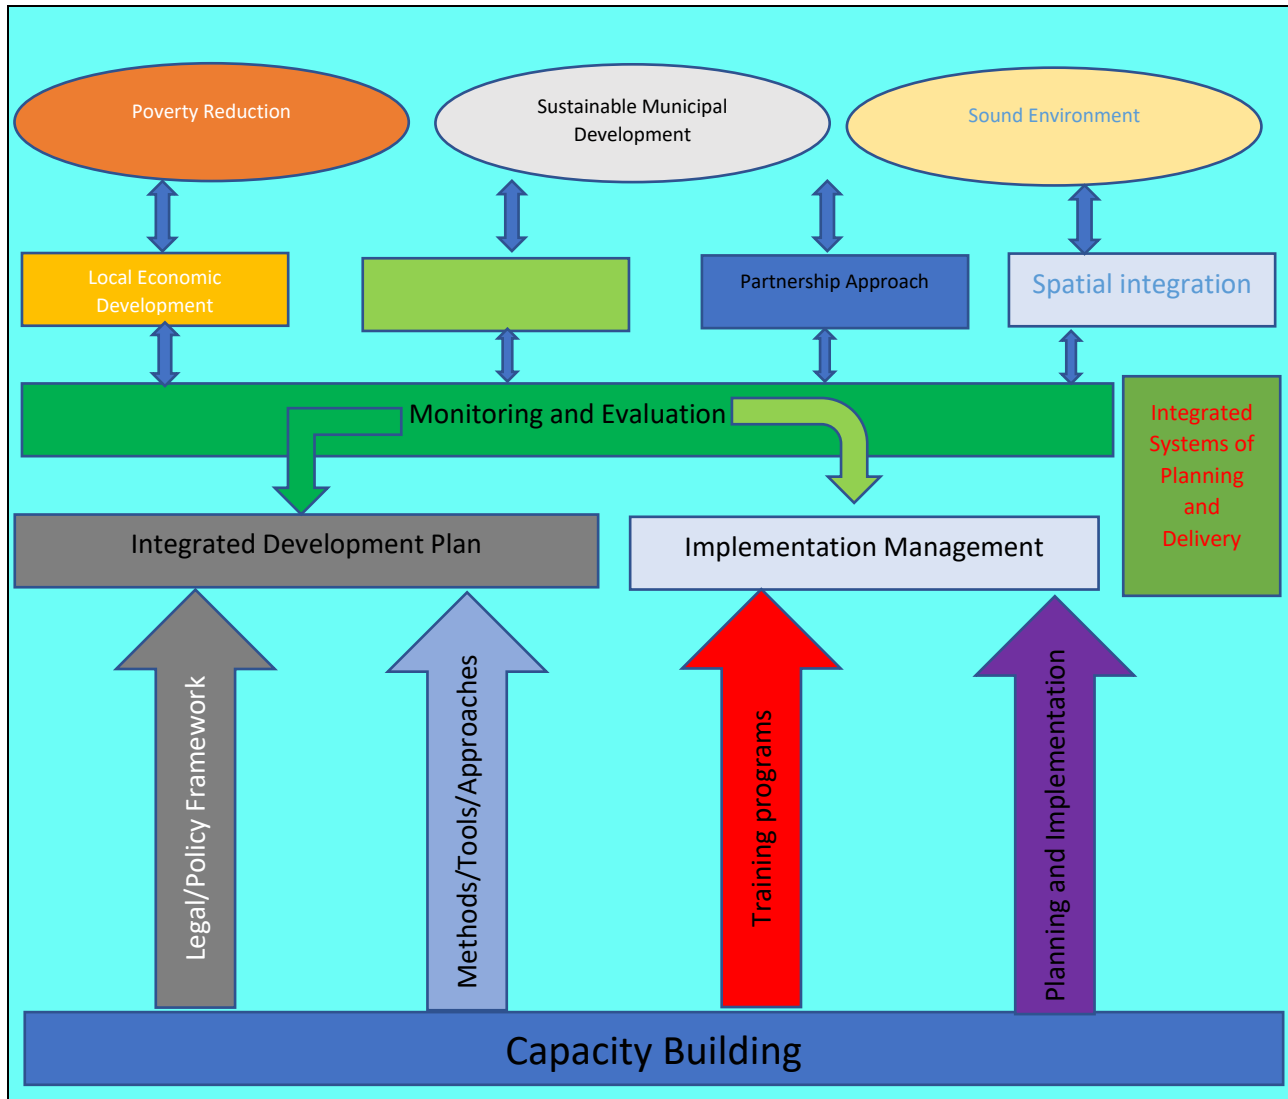 Poverty Reduction
Sustainable Municipal
Development
Sound Environment
Local Economic
Development
Partnership Approach
Spatial integration
Monitoring and Evaluation
Integrated
Systems of
Planning
and
Delivery
Integrated Development Plan
Implementation Management
Legal/Policy Framework
Methods/Tools/Approaches
Training programs
Planning and Implementation
Capacity Building